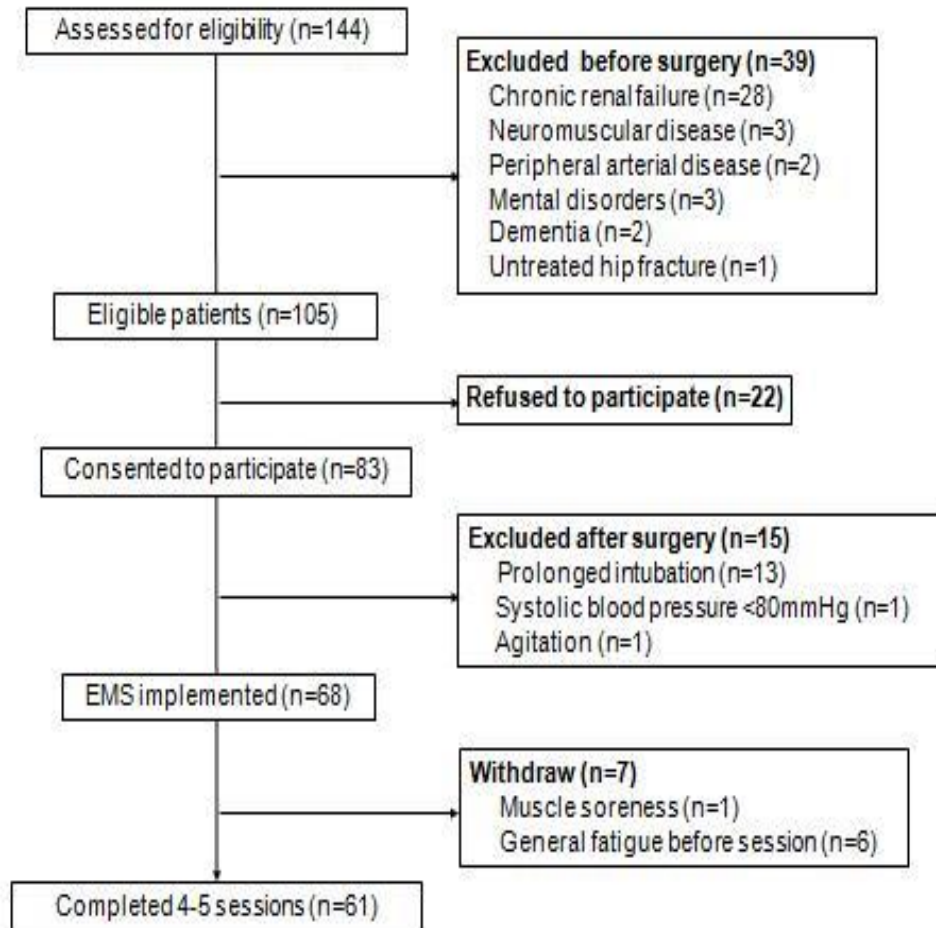 Assessed for eligibility (n=144)
Excluded before surgery (n=39)
Chronic renal failure (n=28)
Neuromuscular disease (n=3)
Peripheral arterial disease (n=2)
Mental disorders (n=3)
Dementia (n=2)
Untreated hip fracture (n=1)
Eligible patients (n=105)
Refused to participate (n=22)
Consented to participate (n=83)
Excluded after surgery (n=15)
Prolonged intubation (n=13)
Systolic blood pressure <80mmHg (n=1)
Agitation (n=1)
EMS implemented (n=68)
Withdraw (n=7)
Muscle soreness (n=1)
General fatigue before session (n=6)
Completed 4-5 sessions (n=61)